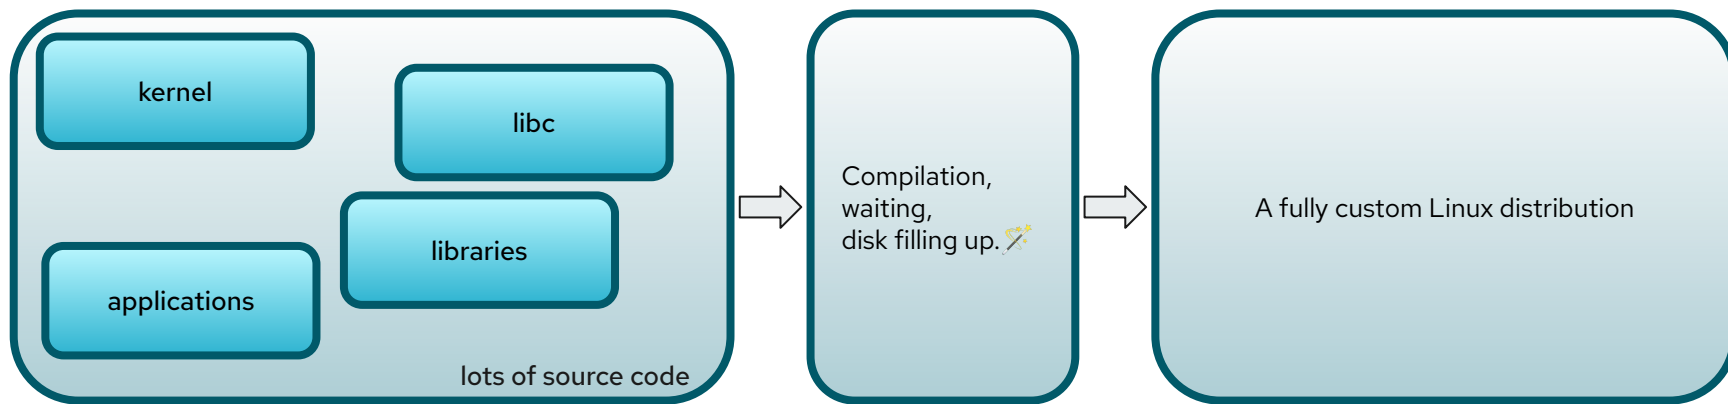 kernel
libc
libraries
applications
lots of source code
Compilation,
waiting,
disk filling up.
A fully custom Linux distribution